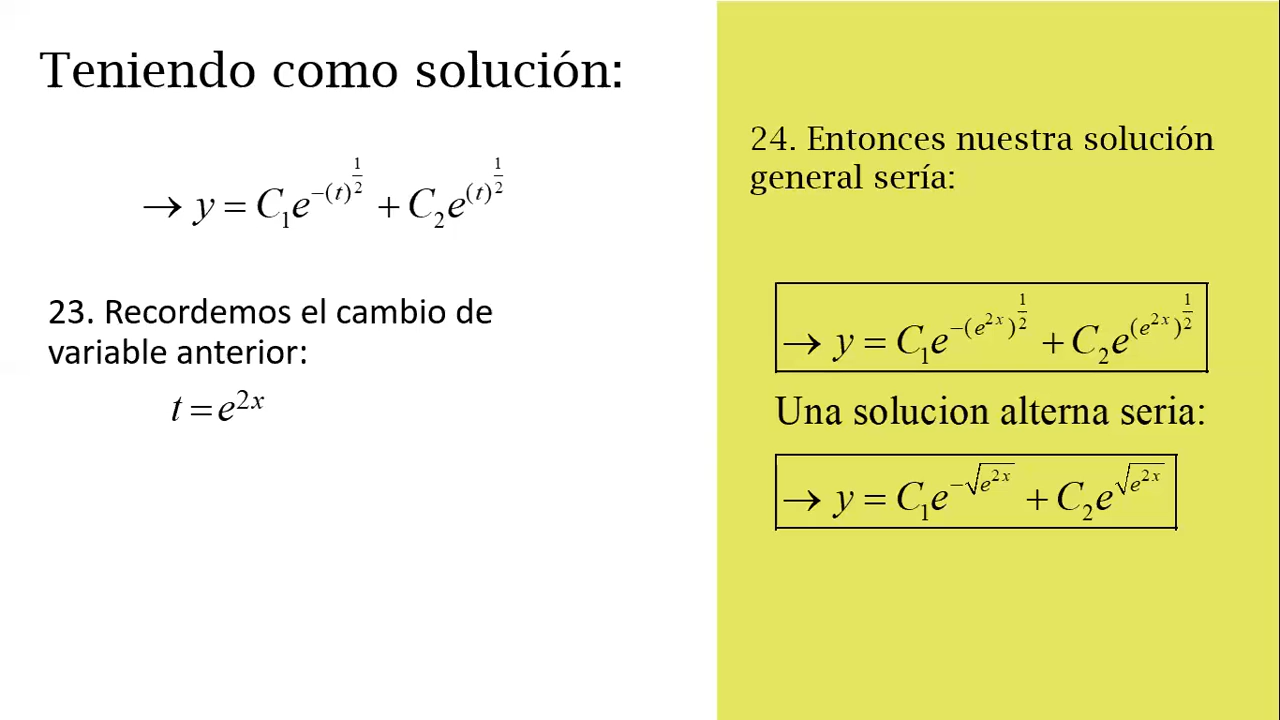 Teniendo como solución:
→ y = C₁e^{−(t)^{1/2}} + C₂e^{(t)^{1/2}}
23. Recordemos el cambio de
variable anterior:
t = e^{2x}
24. Entonces nuestra solución
general sería:
→ y = C₁e^{−(e^{2x})^{1/2}} + C₂e^{(e^{2x})^{1/2}}
Una solucion alterna seria:
→ y = C₁e^{−√(e^{2x})} + C₂e^{√(e^{2x})}